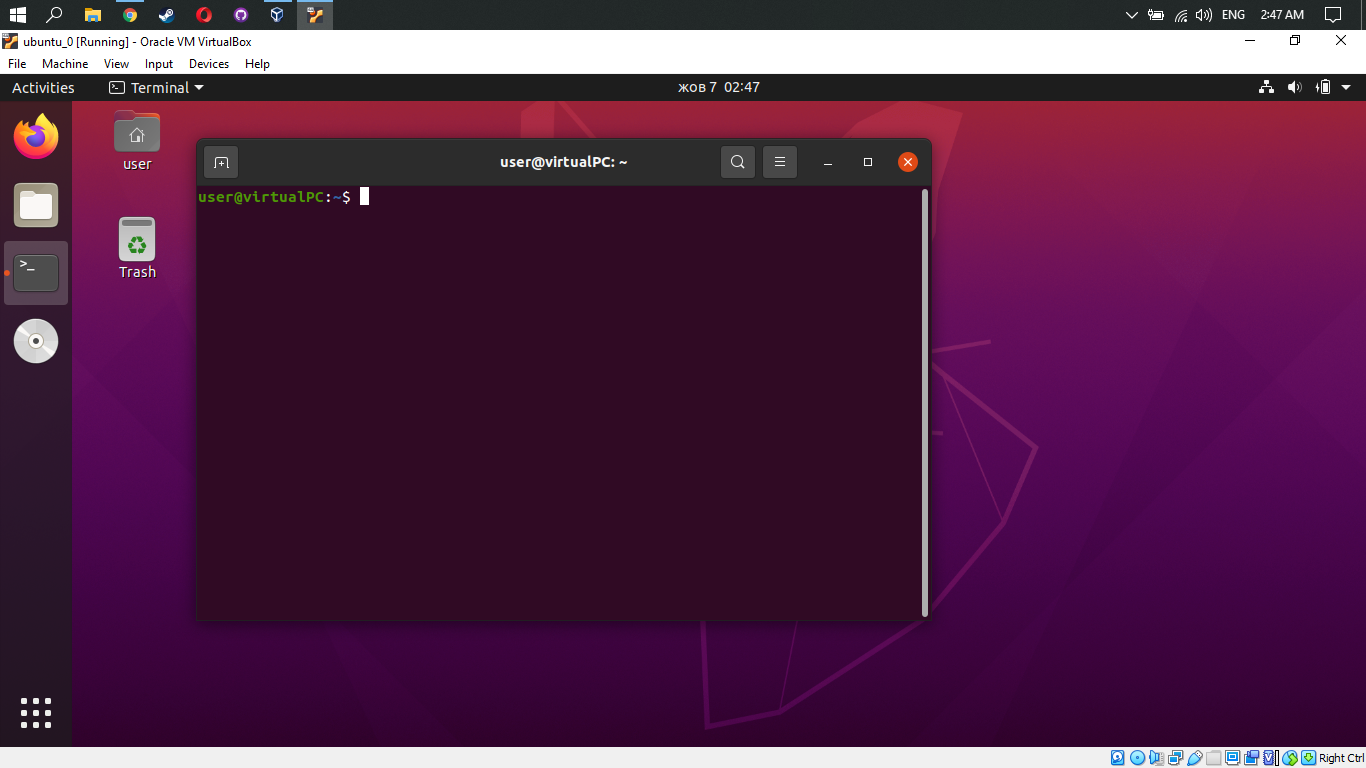 ENG 2:47 AM
ubuntu_0 [Running] - Oracle VM VirtualBox
File Machine View Input Devices Help
Activities Terminal жов 7 02:47
user
Trash
user@virtualPC: ~
user@virtualPC:~$
>_
Right Ctrl